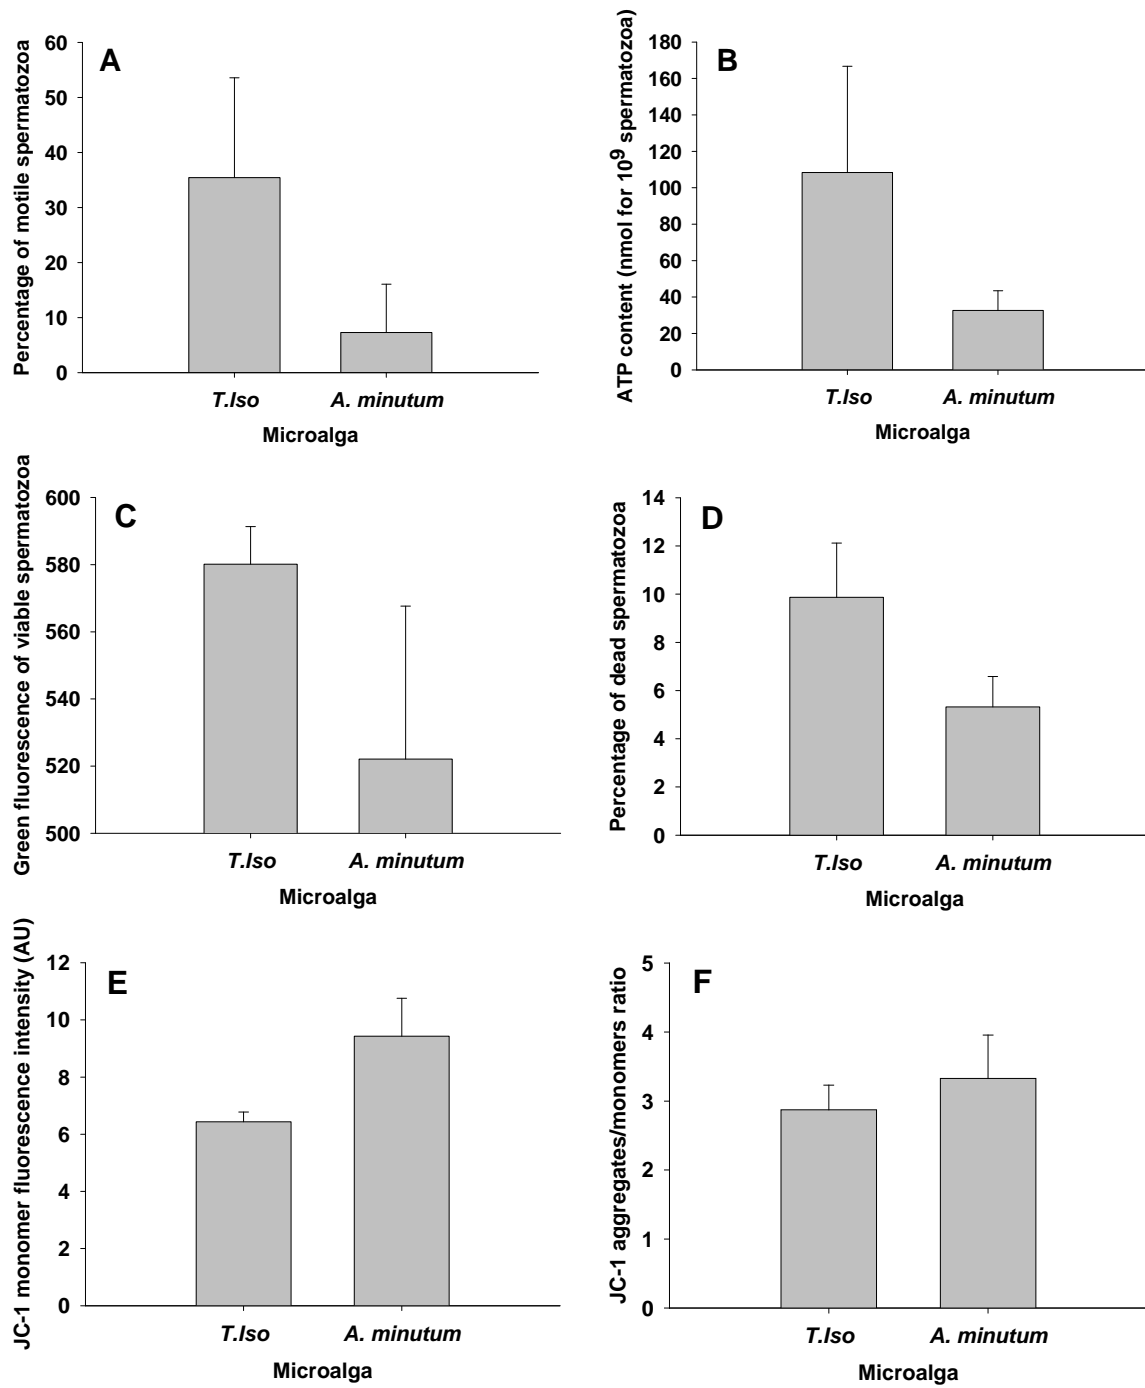 A
Percentage of motile spermatozoa
60
50
40
30
20
10
0
T.Iso
A. minutum
Microalga
B
ATP content (nmol for 10⁹ spermatozoa)
180
160
140
120
100
80
60
40
20
0
T.Iso
A. minutum
Microalga
C
Green fluorescence of viable spermatozoa
600
580
560
540
520
500
T.Iso
A. minutum
Microalga
D
Percentage of dead spermatozoa
14
12
10
8
6
4
2
0
T.Iso
A. minutum
Microalga
E
JC-1 monomer fluorescence intensity (AU)
12
10
8
6
4
2
0
T.Iso
A. minutum
Microalga
F
JC-1 aggregates/monomers ratio
5
4
3
2
1
0
T.Iso
A. minutum
Microalga